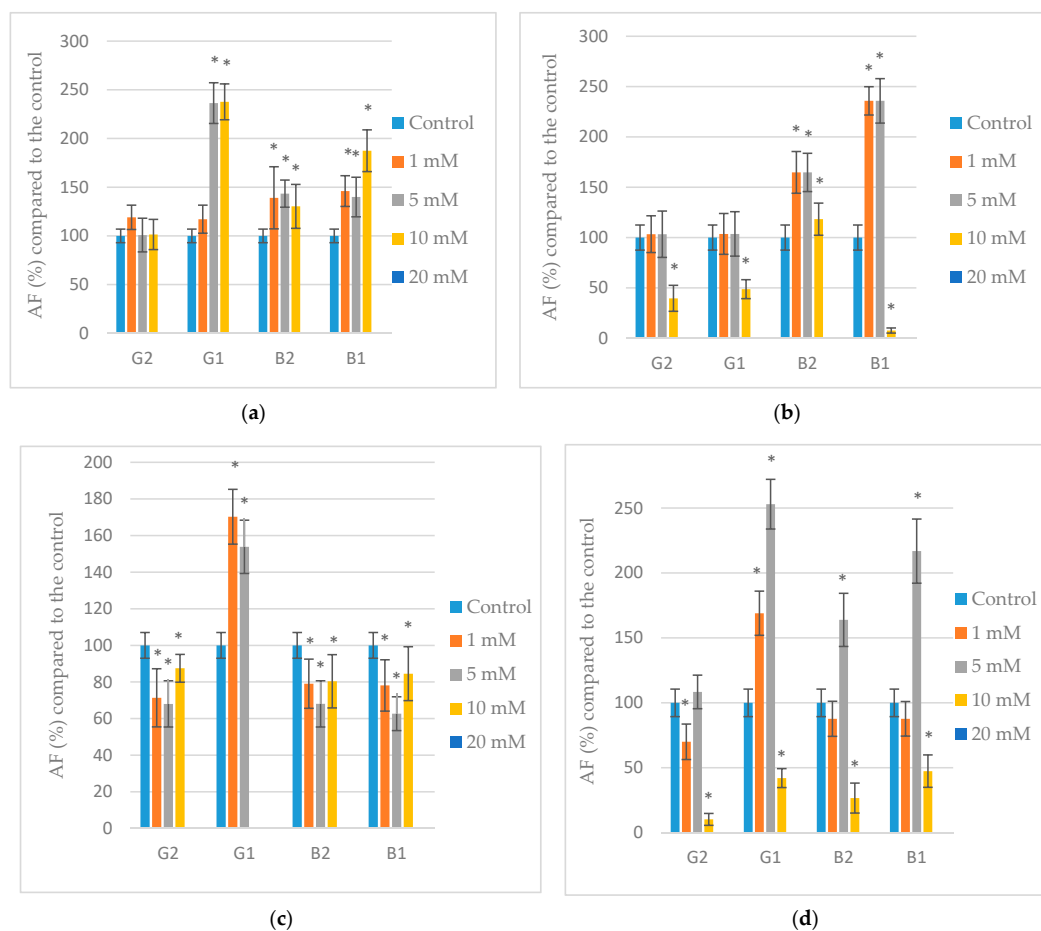 AF (%) compared to the control
300
250
200
150
100
50
0
* *
* * *
* * *
G2 G1 B2 B1
Control
1 mM
5 mM
10 mM
20 mM
(a)
AF (%) compared to the control
300
250
200
150
100
50
0
*
*
* * *
* * *
G2 G1 B2 B1
Control
1 mM
5 mM
10 mM
20 mM
(b)
AF (%) compared to the control
200
180
160
140
120
100
80
60
40
20
0
* * *
* *
* * *
* * *
G2 G1 B2 B1
Control
1 mM
5 mM
10 mM
20 mM
(c)
AF (%) compared to the control
250
200
150
100
50
0
* *
* * *
* *
* *
G2 G1 B2 B1
Control
1 mM
5 mM
10 mM
20 mM
(d)